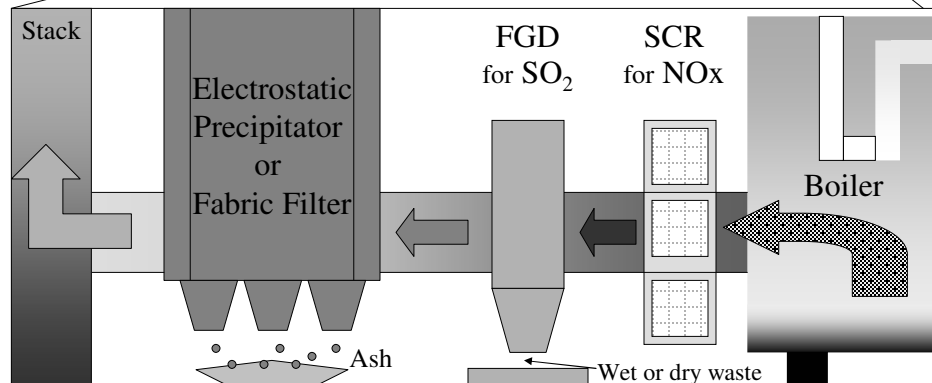 Stack
FGD
for SO₂
SCR
for NOx
Electrostatic
Precipitator
or
Fabric Filter
Boiler
Ash
Wet or dry waste